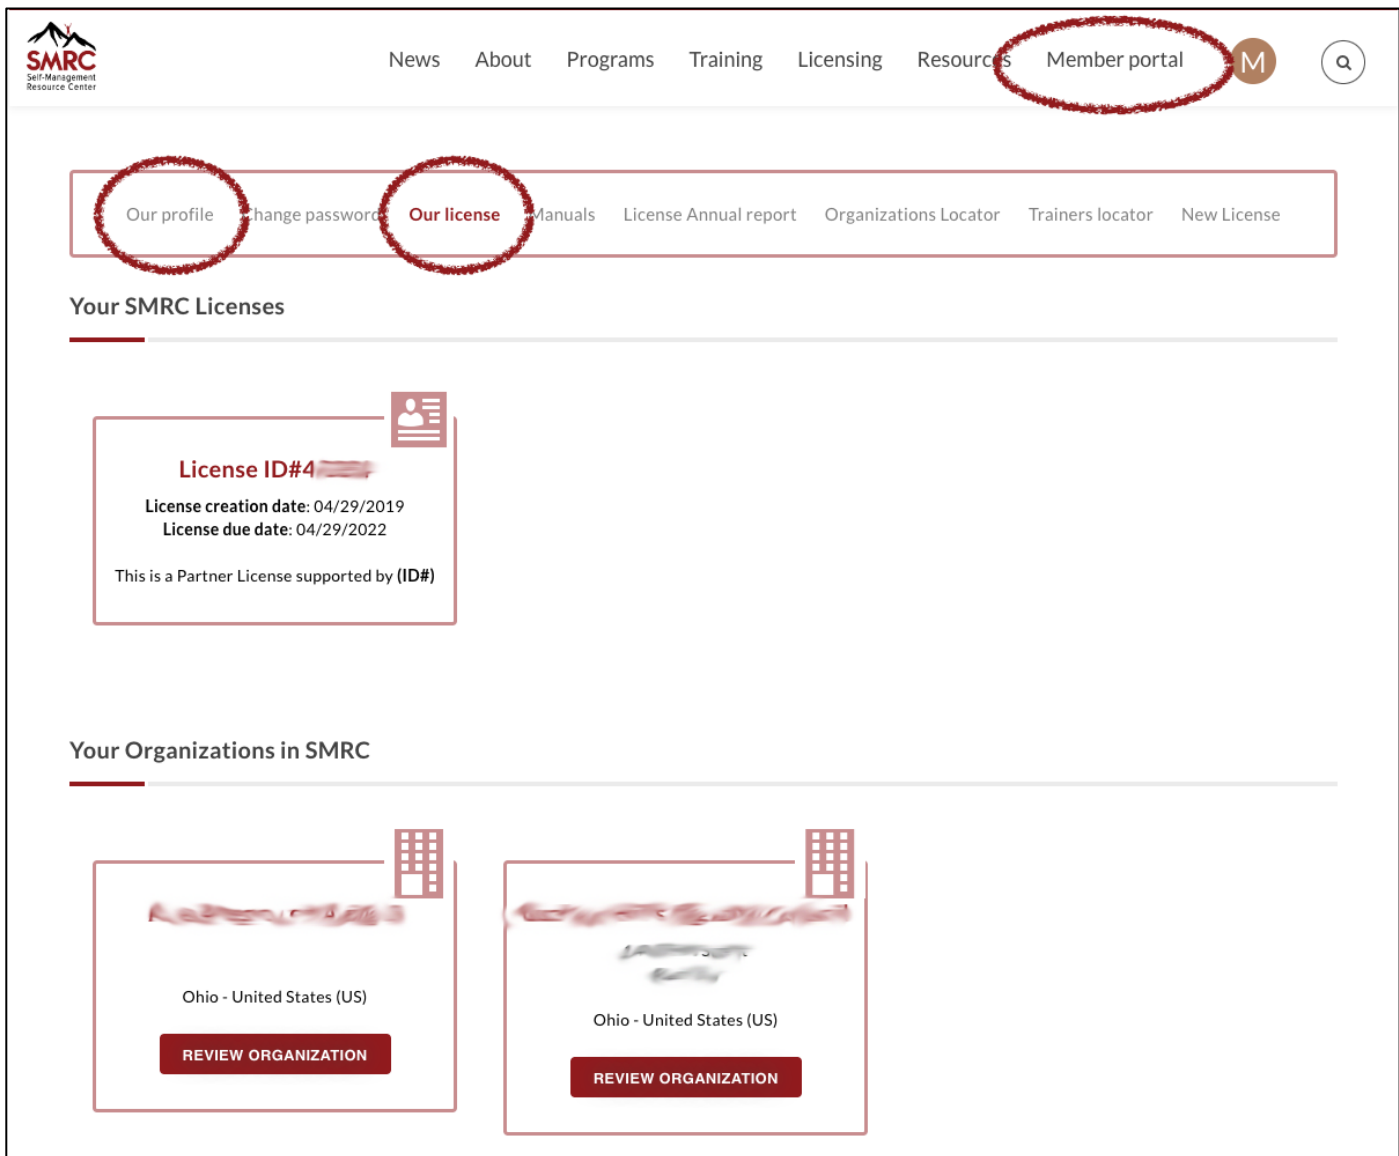 SMRC
Self-Management
Resource Center
News About Programs Training Licensing Resources Member portal M
Our profile Change password Our license Manuals License Annual report Organizations Locator Trainers locator New License
Your SMRC Licenses
License ID#4
License creation date: 04/29/2019
License due date: 04/29/2022
This is a Partner License supported by (ID#)
Your Organizations in SMRC
Ohio - United States (US)
REVIEW ORGANIZATION
Ohio - United States (US)
REVIEW ORGANIZATION